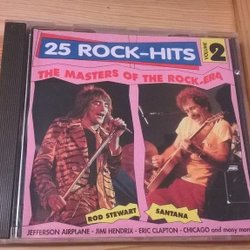 25 ROCK-HITS
VOLUME 2
THE MASTERS OF THE ROCK-ERA
ROD STEWART
SANTANA
JEFFERSON AIRPLANE - JIMI HENDRIX - ERIC CLAPTON - CHICAGO and many more